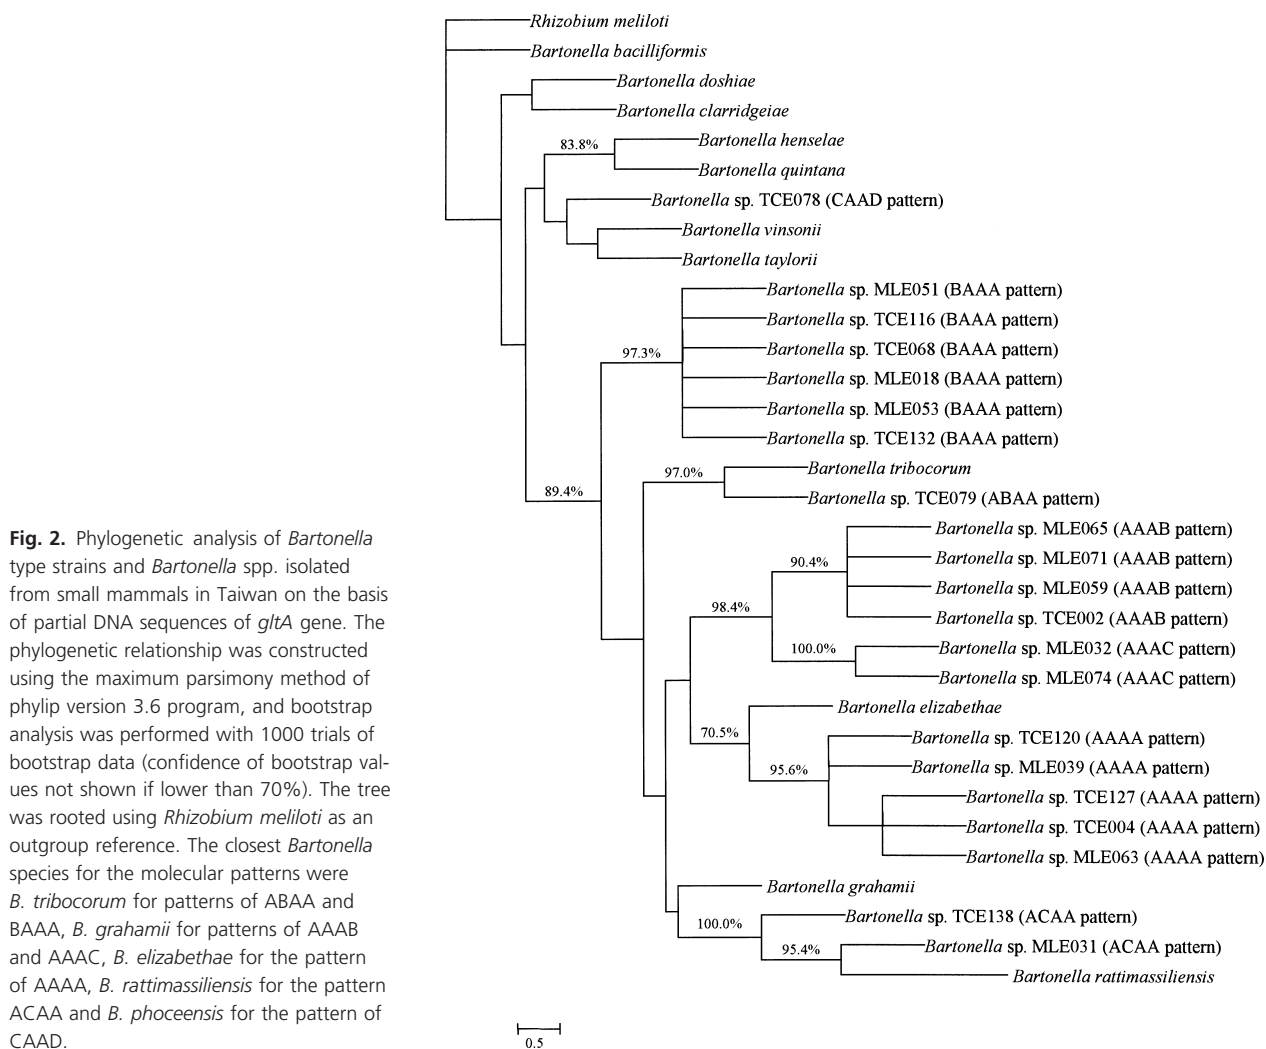 Rhizobium meliloti
Bartonella bacilliformis
Bartonella doshiae
Bartonella clarridgeiae
83.8%
Bartonella henselae
Bartonella quintana
Bartonella sp. TCE078 (CAAD pattern)
Bartonella vinsonii
Bartonella taylorii
Bartonella sp. MLE051 (BAAA pattern)
Bartonella sp. TCE116 (BAAA pattern)
97.3%
Bartonella sp. TCE068 (BAAA pattern)
Bartonella sp. MLE018 (BAAA pattern)
Bartonella sp. MLE053 (BAAA pattern)
Bartonella sp. TCE132 (BAAA pattern)
89.4%
97.0%
Bartonella tribocorum
Bartonella sp. TCE079 (ABAA pattern)
Bartonella sp. MLE065 (AAAB pattern)
90.4%
Bartonella sp. MLE071 (AAAB pattern)
Bartonella sp. MLE059 (AAAB pattern)
98.4%
Bartonella sp. TCE002 (AAAB pattern)
100.0%
Bartonella sp. MLE032 (AAAC pattern)
Bartonella sp. MLE074 (AAAC pattern)
Bartonella elizabethae
70.5%
Bartonella sp. TCE120 (AAAA pattern)
95.6%
Bartonella sp. MLE039 (AAAA pattern)
Bartonella sp. TCE127 (AAAA pattern)
Bartonella sp. TCE004 (AAAA pattern)
Bartonella sp. MLE063 (AAAA pattern)
Bartonella grahamii
100.0%
Bartonella sp. TCE138 (ACAA pattern)
95.4%
Bartonella sp. MLE031 (ACAA pattern)
Bartonella rattimassiliensis
0.5
Fig. 2. Phylogenetic analysis of Bartonella
type strains and Bartonella spp. isolated
from small mammals in Taiwan on the basis
of partial DNA sequences of gltA gene. The
phylogenetic relationship was constructed
using the maximum parsimony method of
phylip version 3.6 program, and bootstrap
analysis was performed with 1000 trials of
bootstrap data (confidence of bootstrap val-
ues not shown if lower than 70%). The tree
was rooted using Rhizobium meliloti as an
outgroup reference. The closest Bartonella
species for the molecular patterns were
B. tribocorum for patterns of ABAA and
BAAA, B. grahamii for patterns of AAAB
and AAAC, B. elizabethae for the pattern
of AAAA, B. rattimassiliensis for the pattern
ACAA and B. phoceensis for the pattern of
CAAD.